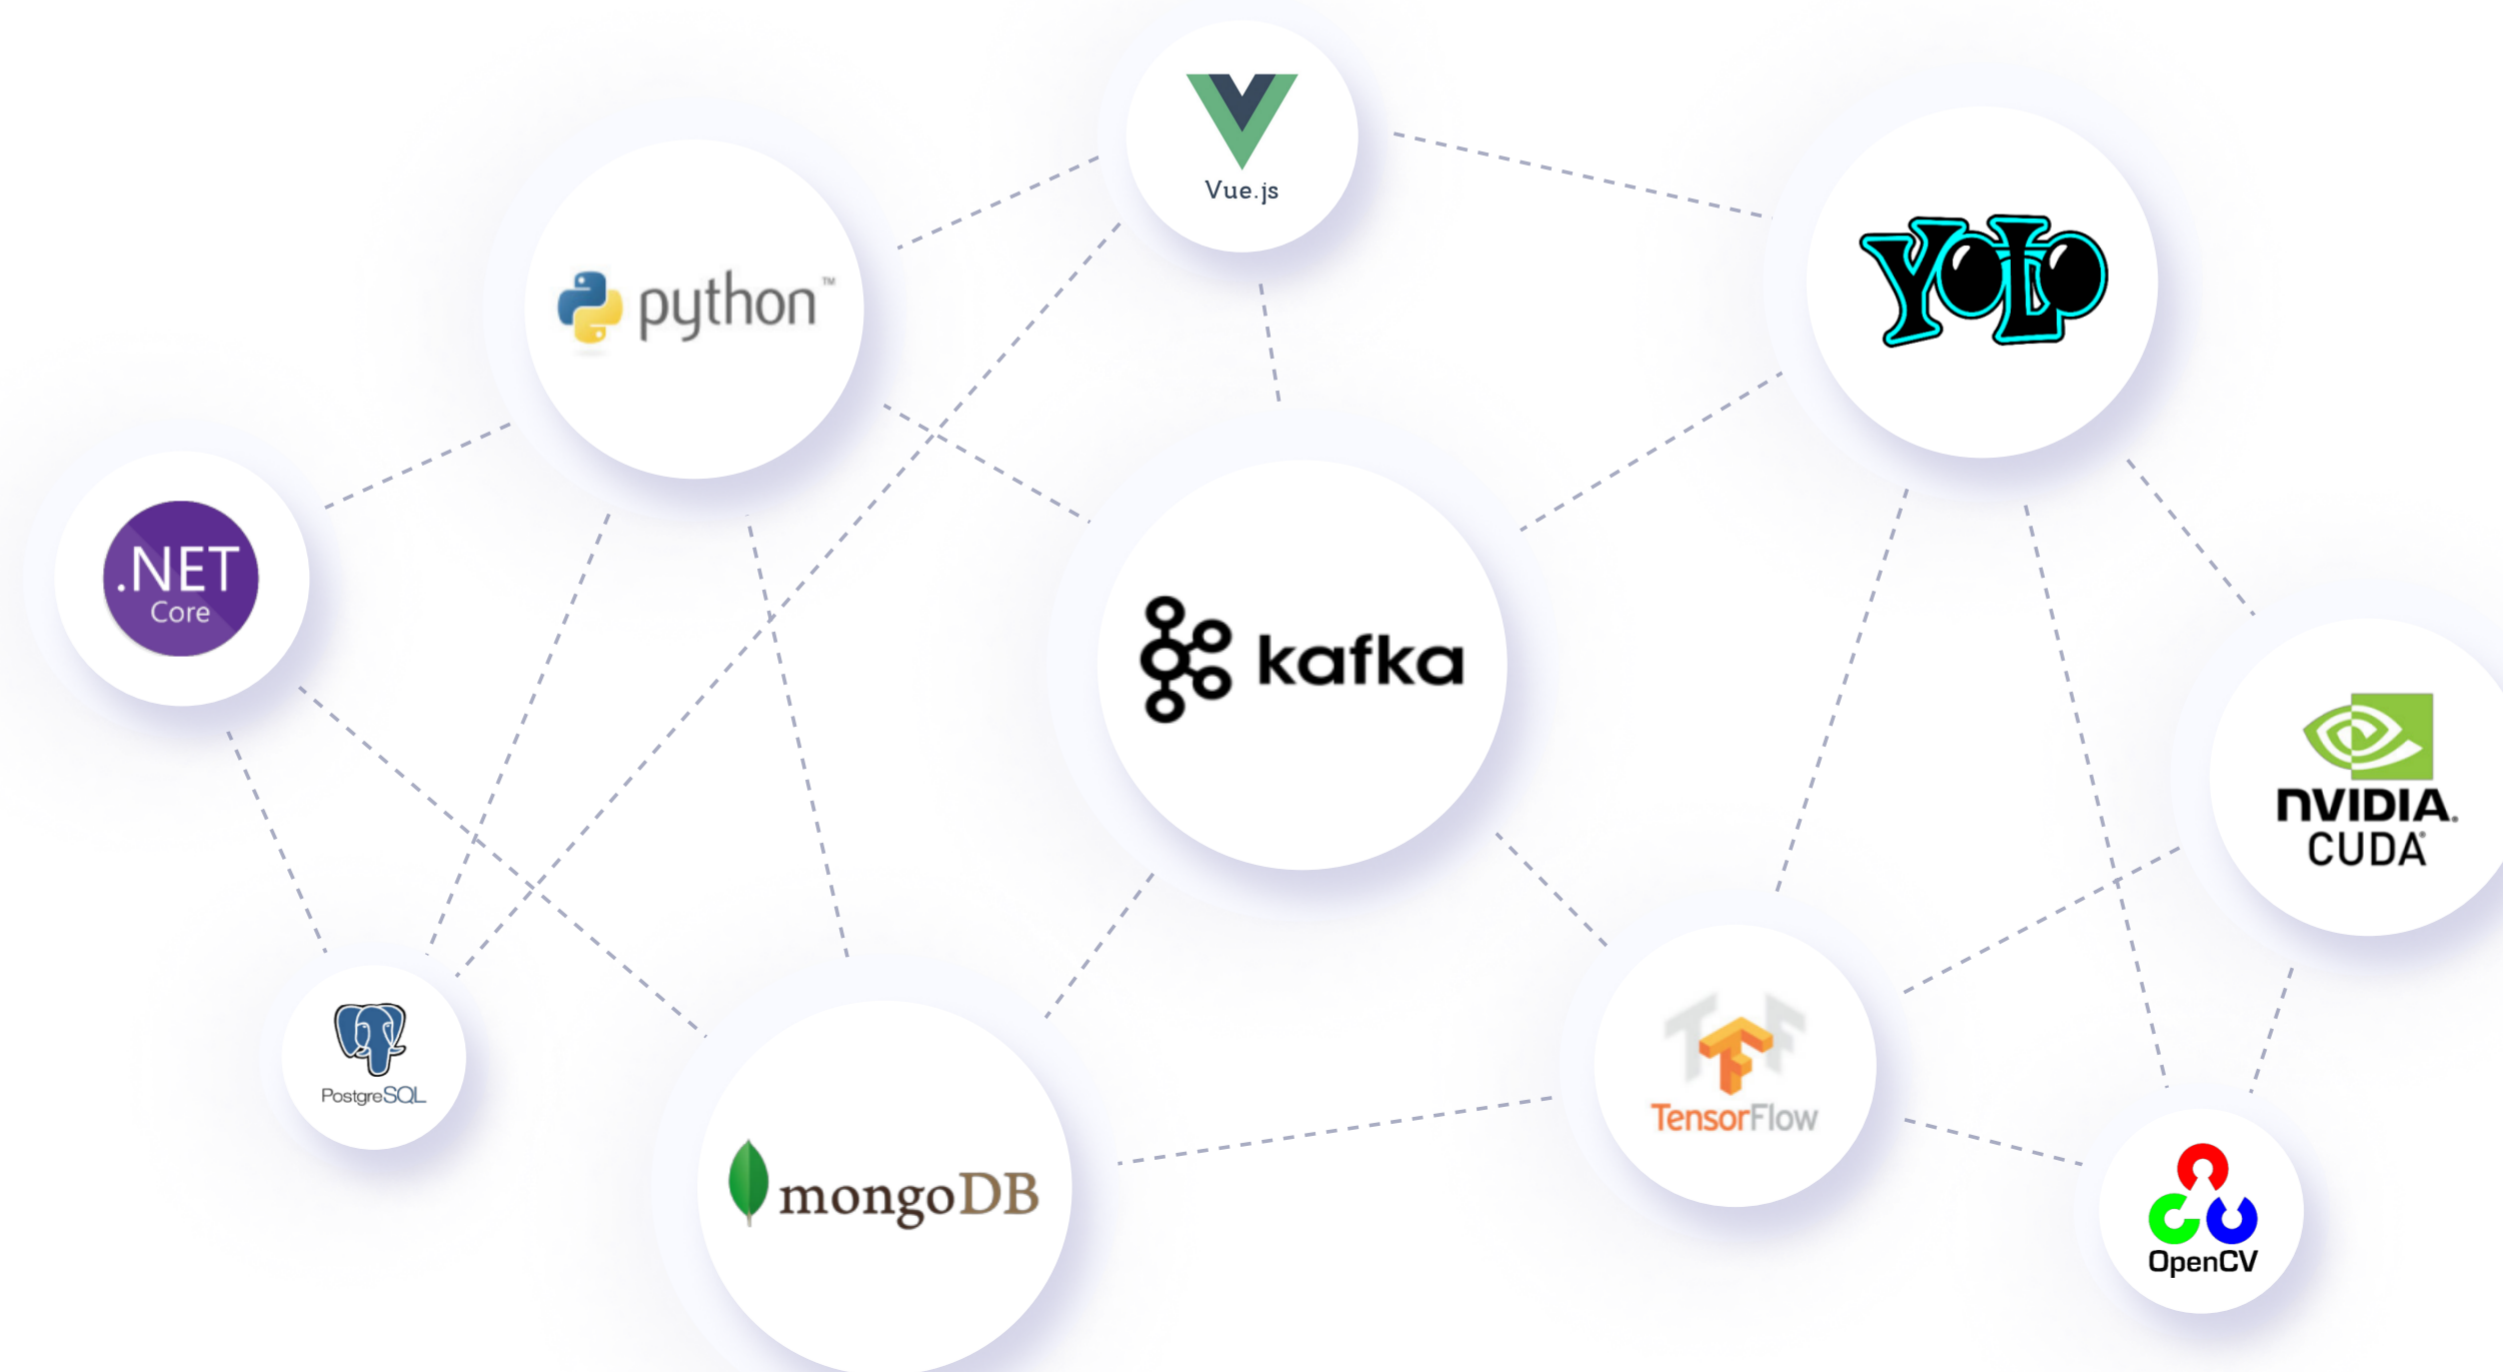 Vue.js
YOLO
python™
.NET
Core
kafka
NVIDIA.
CUDA®
TensorFlow
PostgreSQL
mongoDB
OpenCV